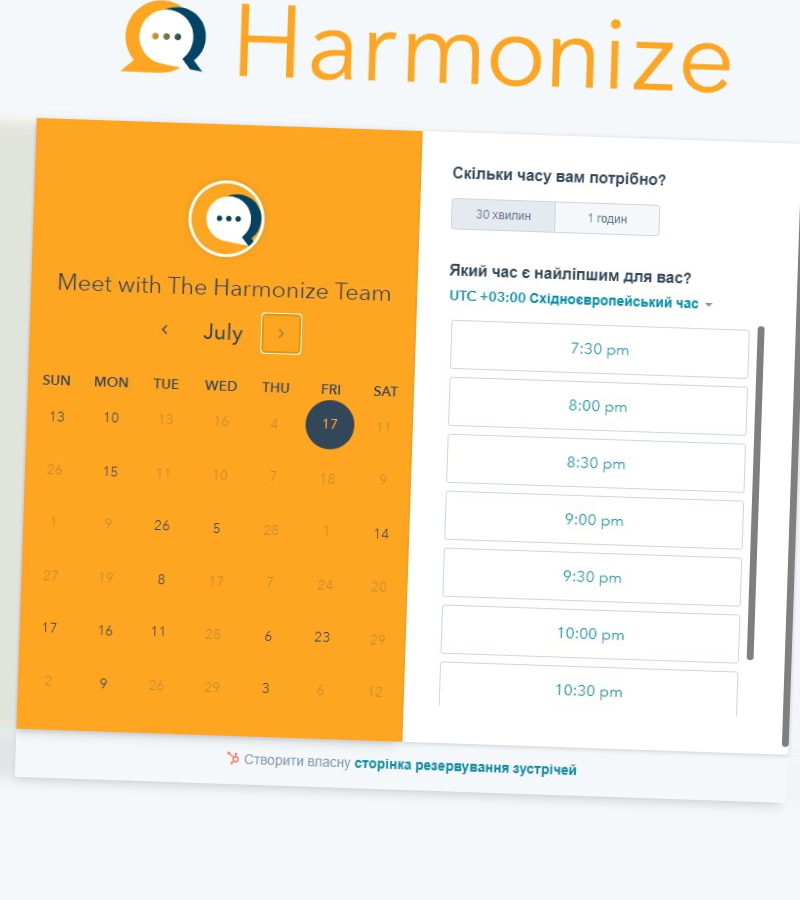 Harmonize
Meet with The Harmonize Team
July
SUN MON TUE WED THU FRI SAT
13 10 13 16 4 17 11
26 15 11 10 7 18 9
1 9 26 5 28 1 14
27 19 8 17 7 24 20
17 16 11 28 6 23 29
2 9 26 29 3 6 12
Скільки часу вам потрібно?
30 хвилин 1 годин
Який час є найліпшим для вас?
UTC +03:00 Східноєвропейський час
7:30 pm
8:00 pm
8:30 pm
9:00 pm
9:30 pm
10:00 pm
10:30 pm
Створити власну сторінка резервування зустрічей